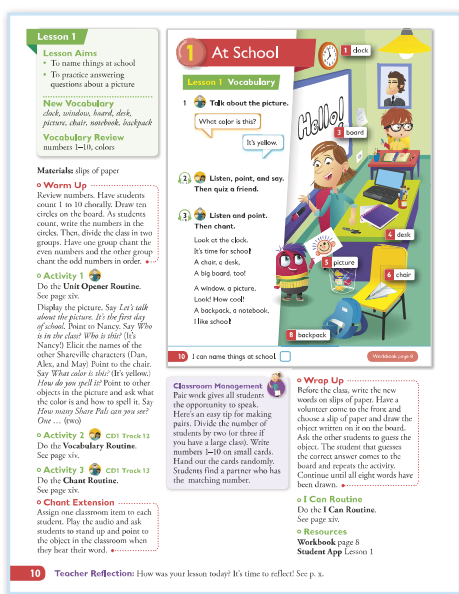 Lesson 1
Lesson Aims
• To name things at school
• To practice answering
questions about a picture
New Vocabulary
clock, window, board, desk,
picture, chair, notebook, backpack
Vocabulary Review
numbers 1–10, colors
Materials: slips of paper
Warm Up
Review numbers. Have students
count 1 to 10 chorally. Draw ten
circles on the board. As students
count, write the numbers in the
circles. Then, divide the class in two
groups. Have one group chant the
even numbers and the other group
chant the odd numbers in order.
Activity 1
Do the Unit Opener Routine.
See page xiv.
Display the picture. Say Let's talk
about the picture. It's the first day
of school. Point to Nancy. Say Who
is in the class? Who is this? (It's
Nancy!) Elicit the names of the
other Shareville characters (Dan,
Alex, and May) Point to the chair.
Say What color is this? (It's yellow.)
How do you spell it? Point to other
objects in the picture and ask what
the color is and how to spell it. Say
How many Share Pals can you see?
One … (two)
Activity 2 CD1 Track 12
Do the Vocabulary Routine.
See page xiv.
Activity 3 CD1 Track 13
Do the Chant Routine.
See page xiv.
Chant Extension
Assign one classroom item to each
student. Play the audio and ask
students to stand up and point to
the object in the classroom when
they hear their word.
1 At School
Lesson 1 Vocabulary
1 Talk about the picture.
What color is this?
It's yellow.
2 Listen, point, and say.
Then quiz a friend.
3 Listen and point.
Then chant.
Look at the clock.
It's time for school!
A chair, a desk,
A big board, too!
A window, a picture,
Look! How cool!
A backpack, a notebook,
I like school!
1 clock
Hello!
3 board
4 desk
5 picture
6 chair
8 backpack
10 I can name things at school.
Workbook page 8
Classroom Management
Pair work gives all students
the opportunity to speak.
Here's an easy tip for making
pairs. Divide the number of
students by two (or three if
you have a large class). Write
numbers 1–10 on small cards.
Hand out the cards randomly.
Students find a partner who has
the matching number.
Wrap Up
Before the class, write the new
words on slips of paper. Have a
volunteer come to the front and
choose a slip of paper and draw the
object written on it on the board.
Ask the other students to guess the
object. The student that guesses
the correct answer comes to the
board and repeats the activity.
Continue until all eight words have
been drawn.
I Can Routine
Do the I Can Routine.
See page xiv.
Resources
Workbook page 8
Student App Lesson 1
10 Teacher Reflection: How was your lesson today? It's time to reflect! See p. x.